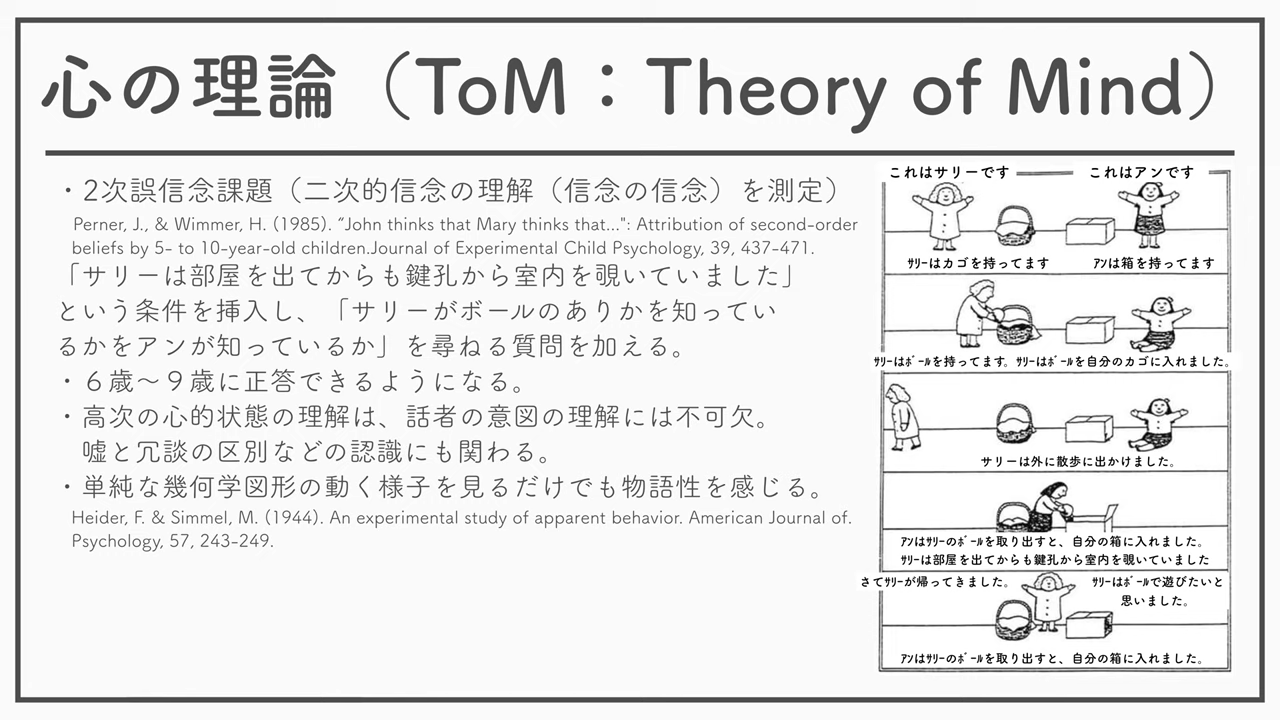 心の理論（ToM：Theory of Mind）
・2次誤信念課題（二次的信念の理解（信念の信念）を測定）
Perner, J., & Wimmer, H. (1985). “John thinks that Mary thinks that...": Attribution of second-order
beliefs by 5- to 10-year-old children.Journal of Experimental Child Psychology, 39, 437-471.
「サリーは部屋を出てからも鍵孔から室内を覗いていました」
という条件を挿入し、「サリーがボールのありかを知ってい
るかをアンが知っているか」を尋ねる質問を加える。
・６歳～９歳に正答できるようになる。
・高次の心的状態の理解は、話者の意図の理解には不可欠。
嘘と冗談の区別などの認識にも関わる。
・単純な幾何学図形の動く様子を見るだけでも物語性を感じる。
Heider, F. & Simmel, M. (1944). An experimental study of apparent behavior. American Journal of.
Psychology, 57, 243-249.
これはサリーです
これはアンです
ｻﾘｰはカゴを持ってます
ｱﾝは箱を持ってます
ｻﾘｰはﾎﾞｰﾙを持ってます。ｻﾘｰはﾎﾞｰﾙを自分のカゴに入れました。
サリーは外に散歩に出かけました。
ｱﾝはｻﾘｰのﾎﾞｰﾙを取り出すと、自分の箱に入れました。
ｻﾘｰは部屋を出てからも鍵孔から室内を覗いていました
さてｻﾘｰが帰ってきました。
ｻﾘｰはﾎﾞｰﾙで遊びたいと
思いました。
ｱﾝはｻﾘｰのﾎﾞｰﾙを取り出すと、自分の箱に入れました。